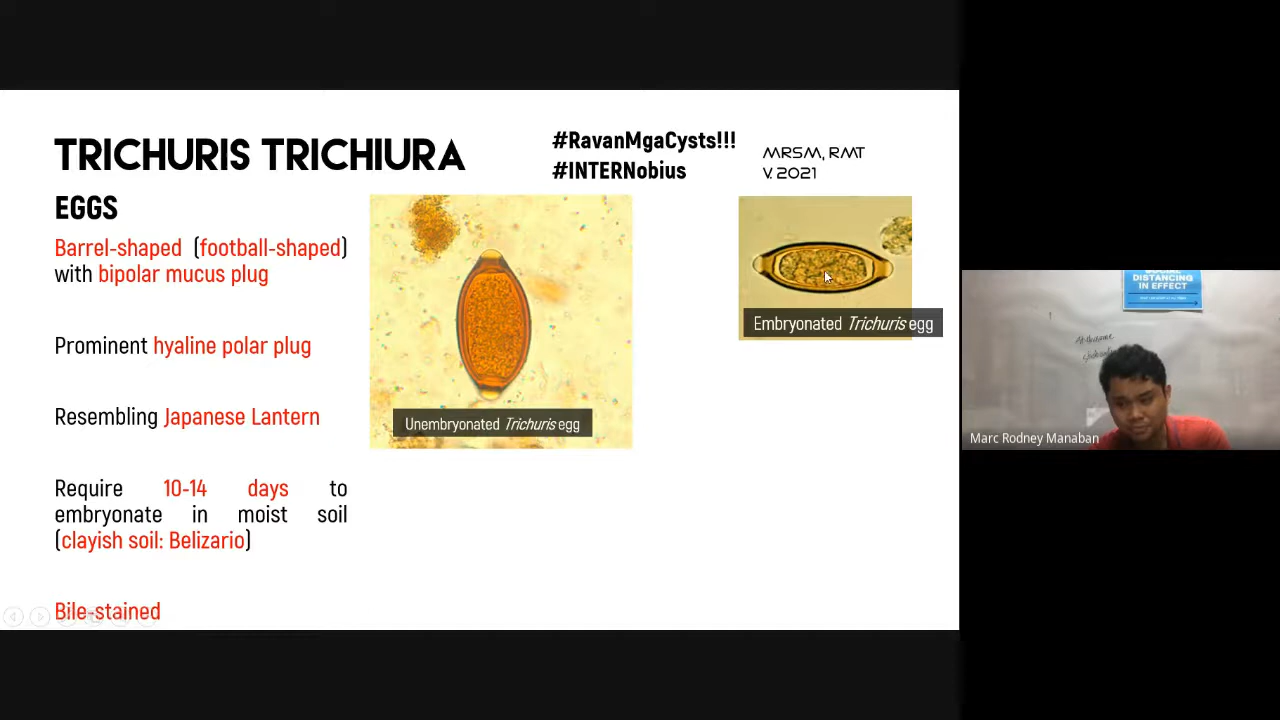 TRICHURIS TRICHIURA
#RavanMgaCysts!!!
#INTERNobius
MRSM, RMT
V. 2021
EGGS
Barrel-shaped (football-shaped)
with bipolar mucus plug
Prominent hyaline polar plug
Resembling Japanese Lantern
Require 10-14 days to
embryonate in moist soil
(clayish soil: Belizario)
Bile-stained
Unembryonated Trichuris egg
Embryonated Trichuris egg
DISTANCING
IN EFFECT
Marc Rodney Manaban